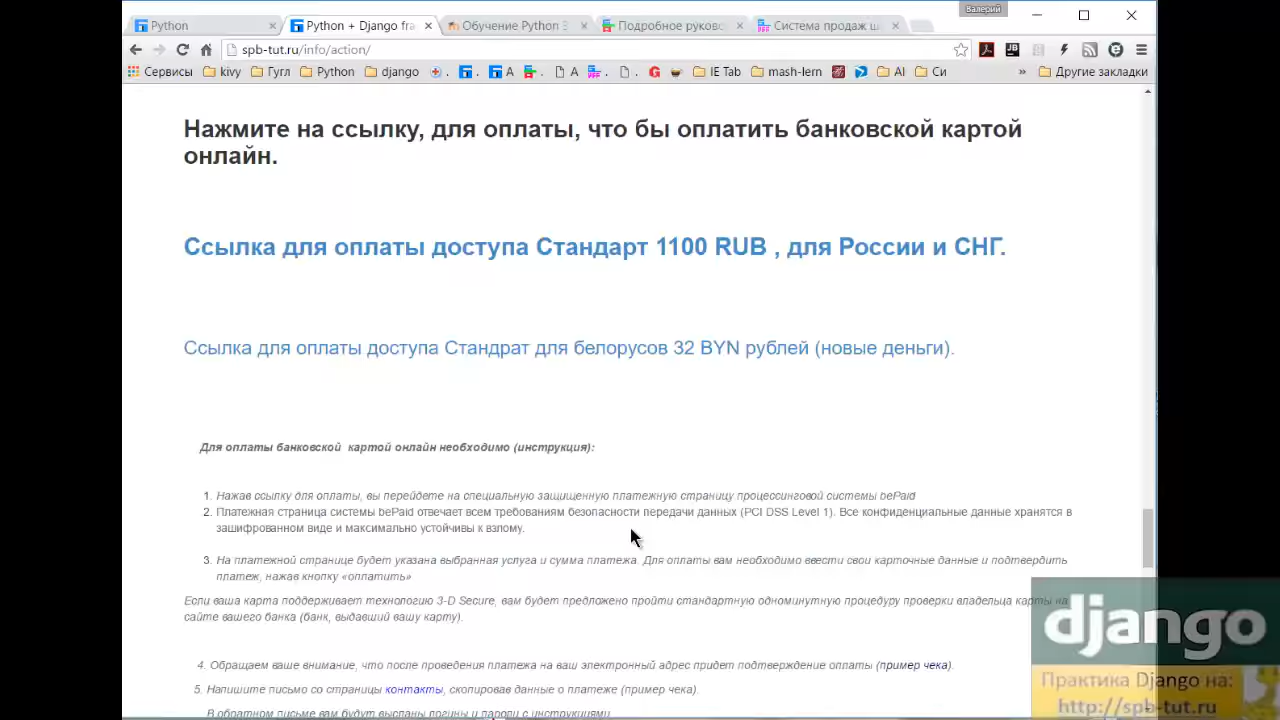 Валерий
Python
Python + Django fra
Обучение Python 3
Подробное руково
Система продаж ш
spb-tut.ru/info/action/
Сервисы kivy Гугл Python django . . A . A . . G IE Tab mash-lern AI Си » Другие закладки
Нажмите на ссылку, для оплаты, что бы оплатить банковской картой
онлайн.
Ссылка для оплаты доступа Стандарт 1100 RUB , для России и СНГ.
Ссылка для оплаты доступа Стандрат для белорусов 32 BYN рублей (новые деньги).
Для оплаты банковской картой онлайн необходимо (инструкция):
1. Нажав ссылку для оплаты, вы перейдете на специальную защищенную платежную страницу процессинговой системы bePaid
2. Платежная страница системы bePaid отвечает всем требованиям безопасности передачи данных (PCI DSS Level 1). Все конфиденциальные данные хранятся в
зашифрованном виде и максимально устойчивы к взлому.
3. На платежной странице будет указана выбранная услуга и сумма платежа. Для оплаты вам необходимо ввести свои карточные данные и подтвердить
платеж, нажав кнопку «оплатить»
Если ваша карта поддерживает технологию 3-D Secure, вам будет предложено пройти стандартную одноминутную процедуру проверки владельца карты на
сайте вашего банка (банк, выдавший вашу карту).
4. Обращаем ваше внимание, что после проведения платежа на ваш электронный адрес придет подтверждение оплаты (пример чека).
5. Напишите письмо со страницы контакты, скопировав данные о платеже (пример чека).
В обратном письме вам будут высланы логины и пароли с инструкциями
django
Практика Django на:
http://spb-tut.ru